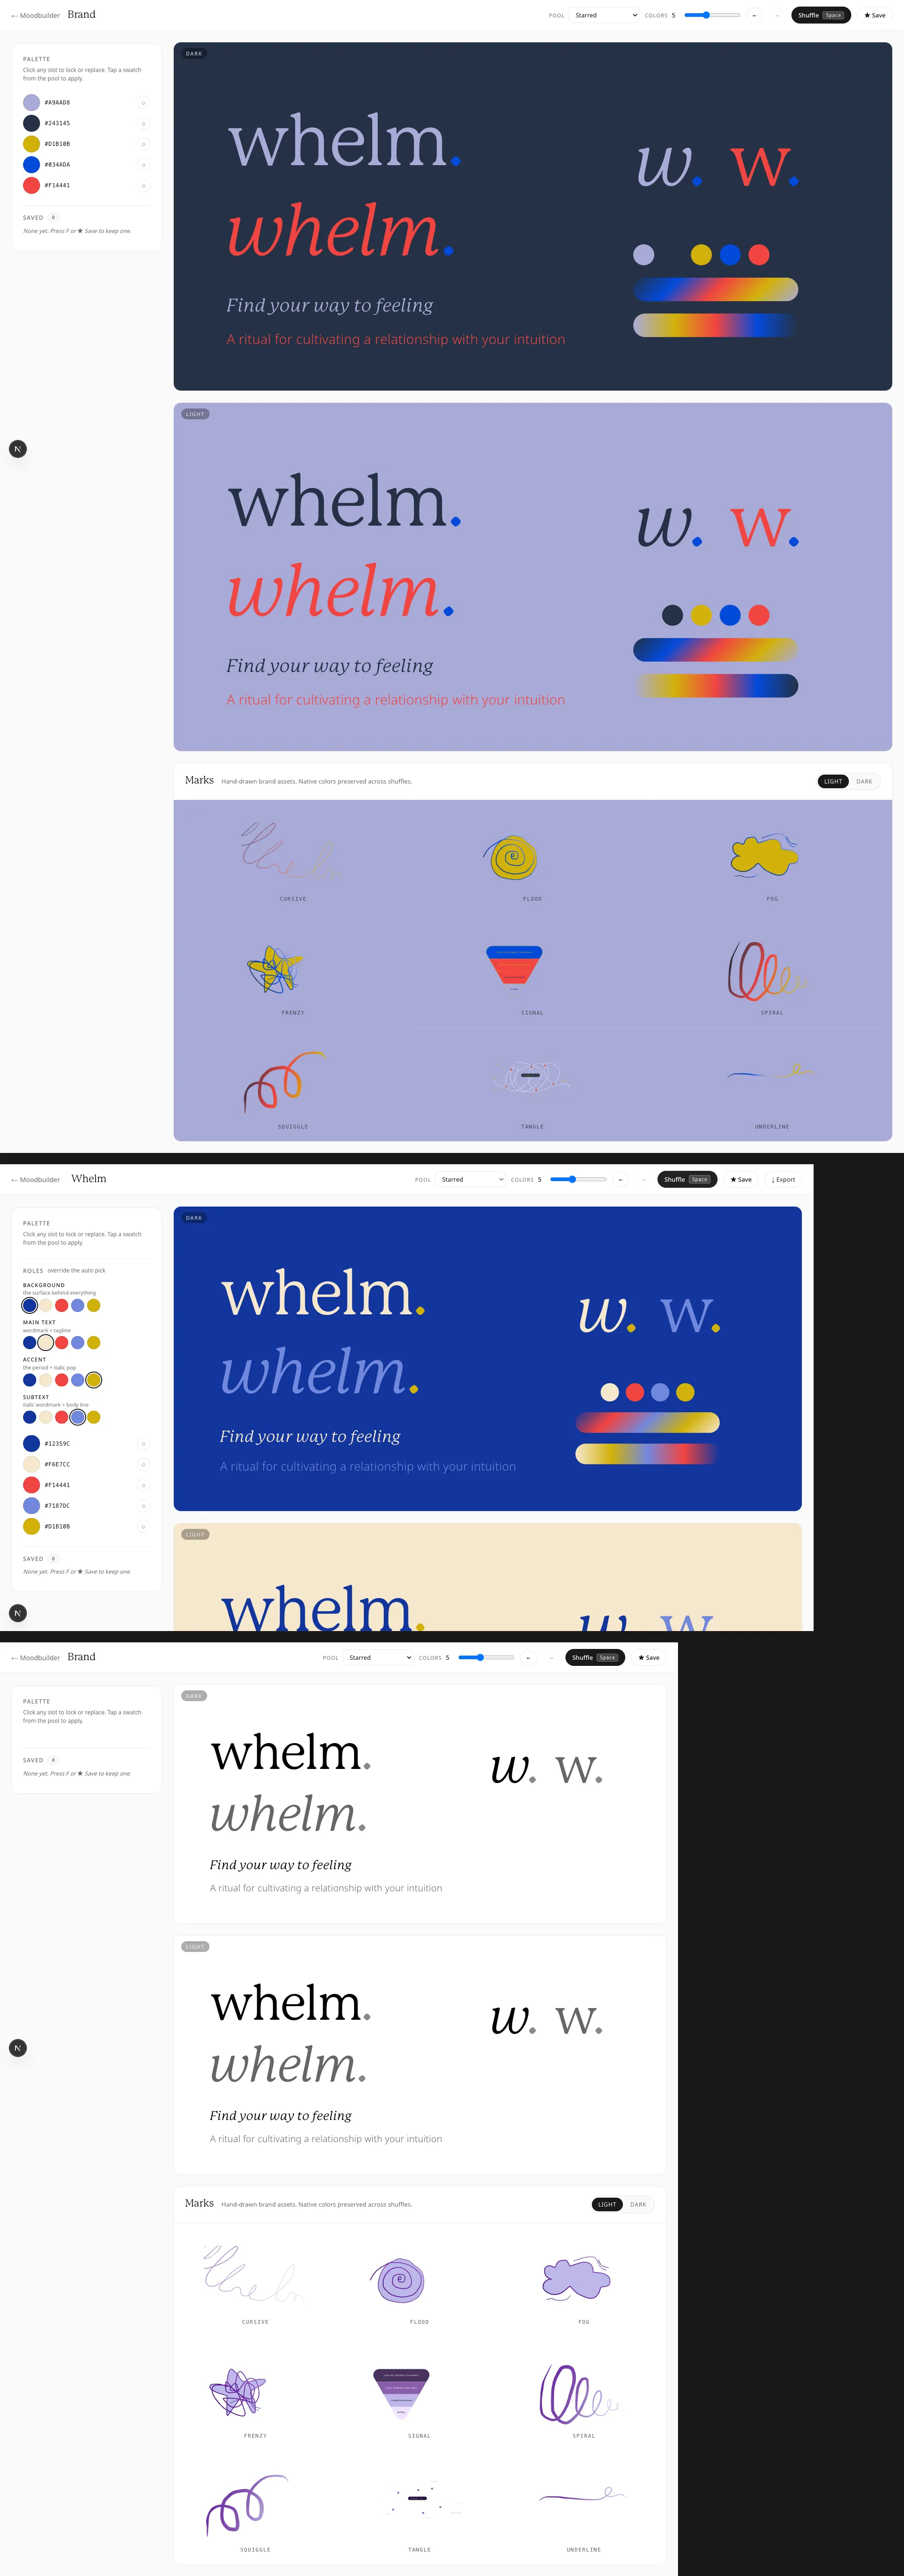 ← Moodbuilder Brand POOL Starred COLORS 5 ← → Shuffle Space ★ Save
PALETTE
Click any slot to lock or replace. Tap a swatch
from the pool to apply.
#A9AAD8
#243145
#D1B10B
#034ADA
#F14441
SAVED 0
None yet. Press F or ★ Save to keep one.
N
DARK
whelm.
w. w.
whelm.
Find your way to feeling
A ritual for cultivating a relationship with your intuition
LIGHT
whelm.
w. w.
whelm.
Find your way to feeling
A ritual for cultivating a relationship with your intuition
Marks Hand-drawn brand assets. Native colors preserved across shuffles. LIGHT DARK
CURSIVE FLOOD FOG
FRENZY SIGNAL SPIRAL
SQUIGGLE TANGLE UNDERLINE
← Moodbuilder Whelm POOL Starred COLORS 5 ← → Shuffle Space ★ Save ↓ Export
PALETTE
Click any slot to lock or replace. Tap a swatch
from the pool to apply.
ROLES override the auto pick
BACKGROUND
the surface behind everything
MAIN TEXT
wordmark + tagline
ACCENT
the period + italic pop
SUBTEXT
italic wordmark + body line
#12359C
#F6E7CC
#F14441
#7187DC
#D1B10B
SAVED 0
None yet. Press F or ★ Save to keep one.
N
DARK
whelm.
w. w.
whelm.
Find your way to feeling
A ritual for cultivating a relationship with your intuition
LIGHT
whelm.
w. w.
← Moodbuilder Brand POOL Starred COLORS 5 ← → Shuffle Space ★ Save
PALETTE
Click any slot to lock or replace. Tap a swatch
from the pool to apply.
SAVED 0
None yet. Press F or ★ Save to keep one.
N
DARK
whelm.
w. w.
whelm.
Find your way to feeling
A ritual for cultivating a relationship with your intuition
LIGHT
whelm.
w. w.
whelm.
Find your way to feeling
A ritual for cultivating a relationship with your intuition
Marks Hand-drawn brand assets. Native colors preserved across shuffles. LIGHT DARK
CURSIVE FLOOD FOG
FRENZY SIGNAL SPIRAL
SQUIGGLE TANGLE UNDERLINE